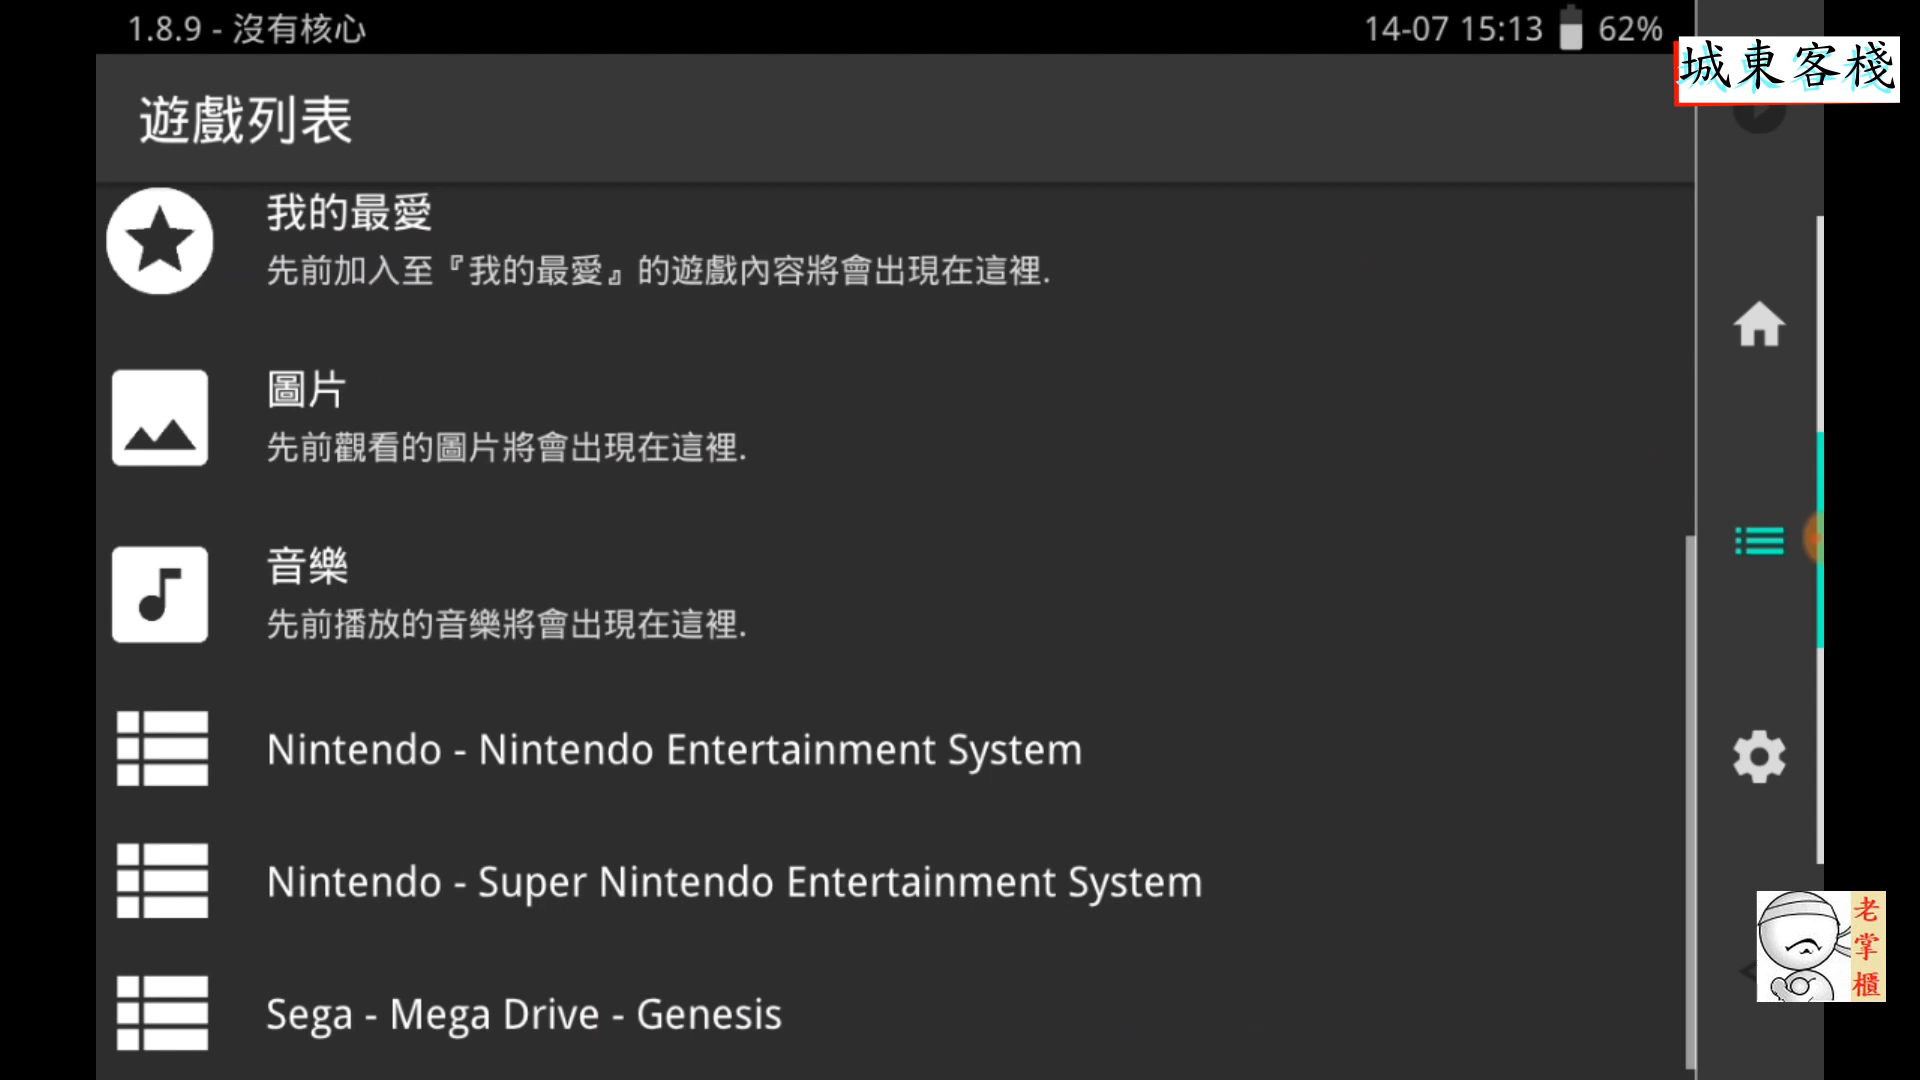 1.8.9 - 沒有核心
14-07 15:13 62%
城東客棧
遊戲列表
我的最愛
先前加入至『我的最愛』的遊戲內容將會出現在這裡.
圖片
先前觀看的圖片將會出現在這裡.
音樂
先前播放的音樂將會出現在這裡.
Nintendo - Nintendo Entertainment System
Nintendo - Super Nintendo Entertainment System
Sega - Mega Drive - Genesis
老掌櫃